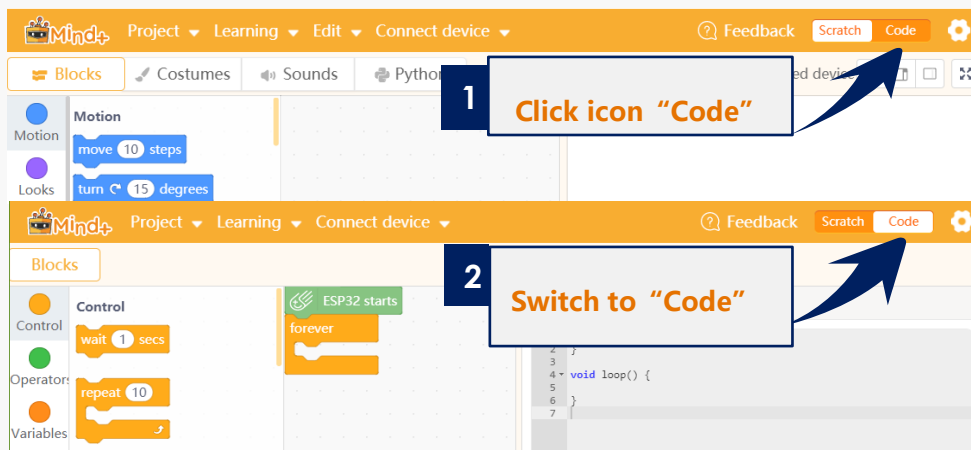 Mind+ Project Learning Edit Connect device Feedback Scratch Code
Blocks Costumes Sounds Pytho
1
Click icon “Code”
Motion
Motion
move 10 steps
Looks
turn 15 degrees
Mind+ Project Learning Connect device Feedback Scratch Code
Blocks
2
Switch to “Code”
Control
Control
wait 1 secs
Operators
repeat 10
Variables
ESP32 starts
forever
2 }
3
4 void loop() {
5
6 }
7